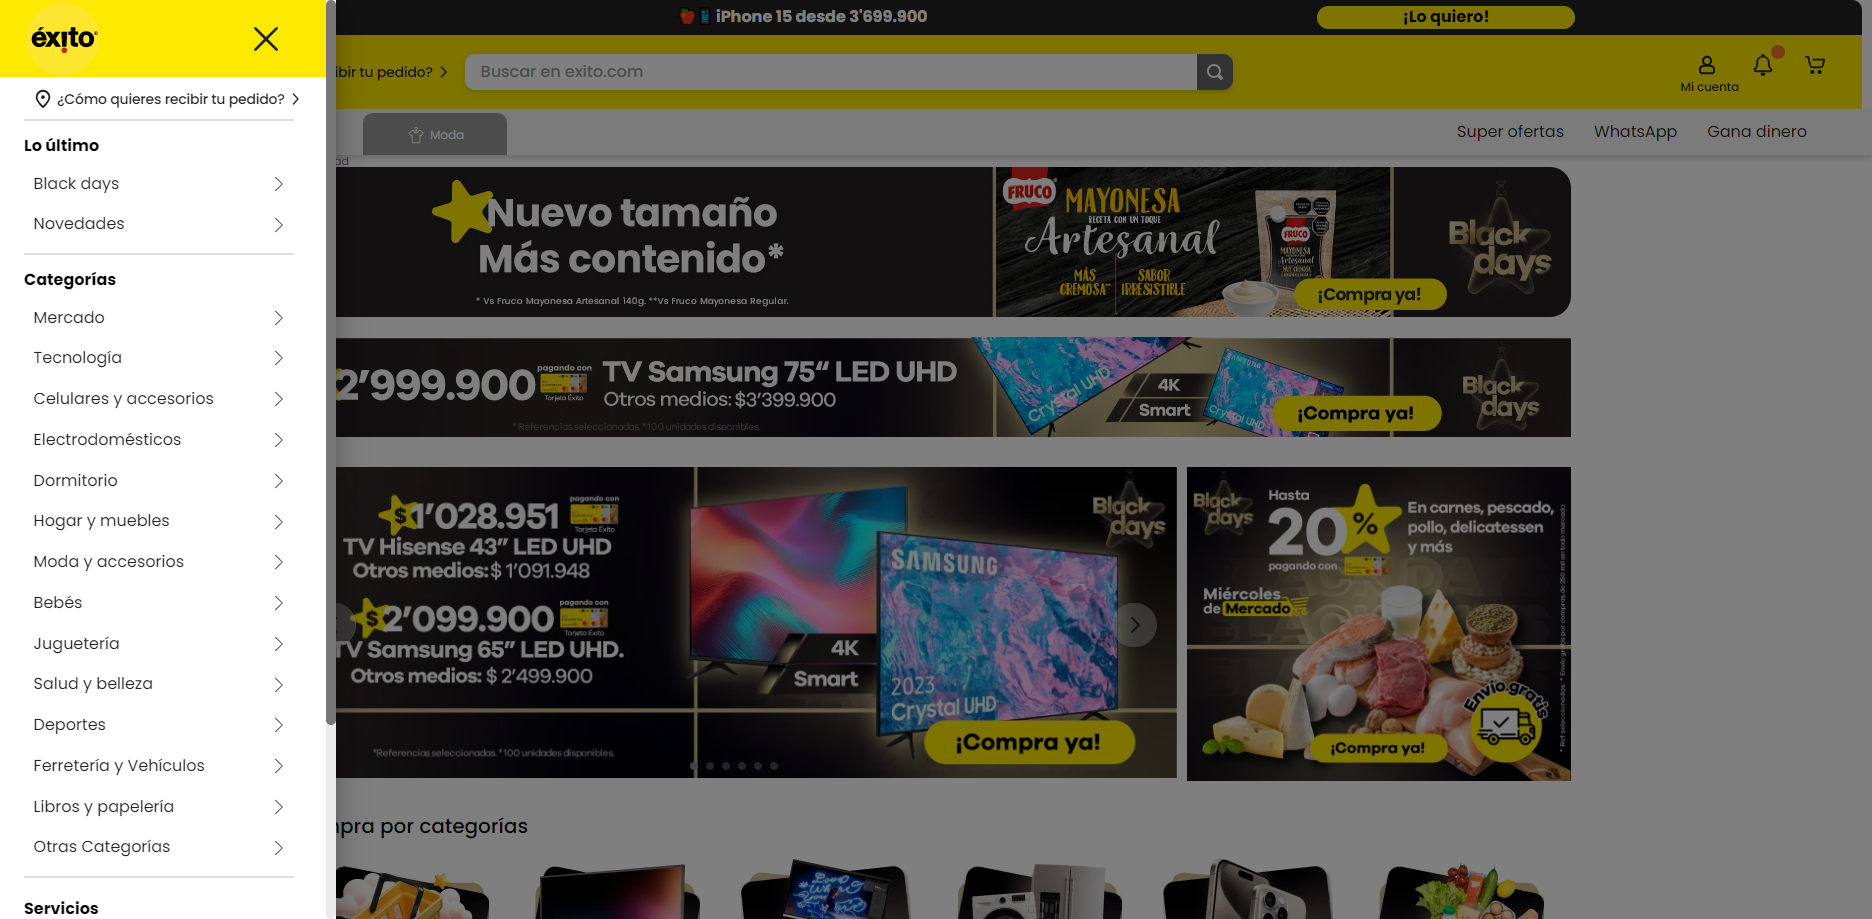 éxito
¿Cómo quieres recibir tu pedido?
Lo último
Black days
Novedades
Categorías
Mercado
Tecnología
Celulares y accesorios
Electrodomésticos
Dormitorio
Hogar y muebles
Moda y accesorios
Bebés
Juguetería
Salud y belleza
Deportes
Ferretería y Vehículos
Libros y papelería
Otras Categorías
Servicios
iPhone 15 desde 3'699.900
¡Lo quiero!
ibir tu pedido?
Buscar en exito.com
Mi cuenta
Moda
Super ofertas
WhatsApp
Gana dinero
ad
Nuevo tamaño
Más contenido*
* Vs Fruco Mayonesa Artesanal 140g. **Vs Fruco Mayonesa Regular.
FRUCO
MAYONESA
RECETA CON UN TOQUE
Artesanal
MÁS
CREMOSA**
SABOR
IRRESISTIBLE
FRUCO
MAYONESA
Artesanal
¡Compra ya!
Black
days
2'999.900
pagando con
Tarjeta Éxito
TV Samsung 75“ LED UHD
Otros medios: $3'399.900
*Referencias seleccionadas. *100 unidades disponibles.
Crystal UHD
4K
Smart
SAMSUNG
Crystal UHD
¡Compra ya!
Black
days
$1'028.951
pagando con
Tarjeta Éxito
TV Hisense 43” LED UHD
Otros medios: $ 1'091.948
$2'099.900
pagando con
Tarjeta Éxito
TV Samsung 65” LED UHD.
Otros medios: $ 2'499.900
*Referencias seleccionadas. *100 unidades disponibles.
4K
Smart
SAMSUNG
2023
Crystal UHD
Black
days
¡Compra ya!
Black
days
Hasta
20%
pagando con
En carnes, pescado,
pollo, delicatessen
y más
Miércoles
de Mercado
Envío gratis
¡Compra ya!
mpra por categorías